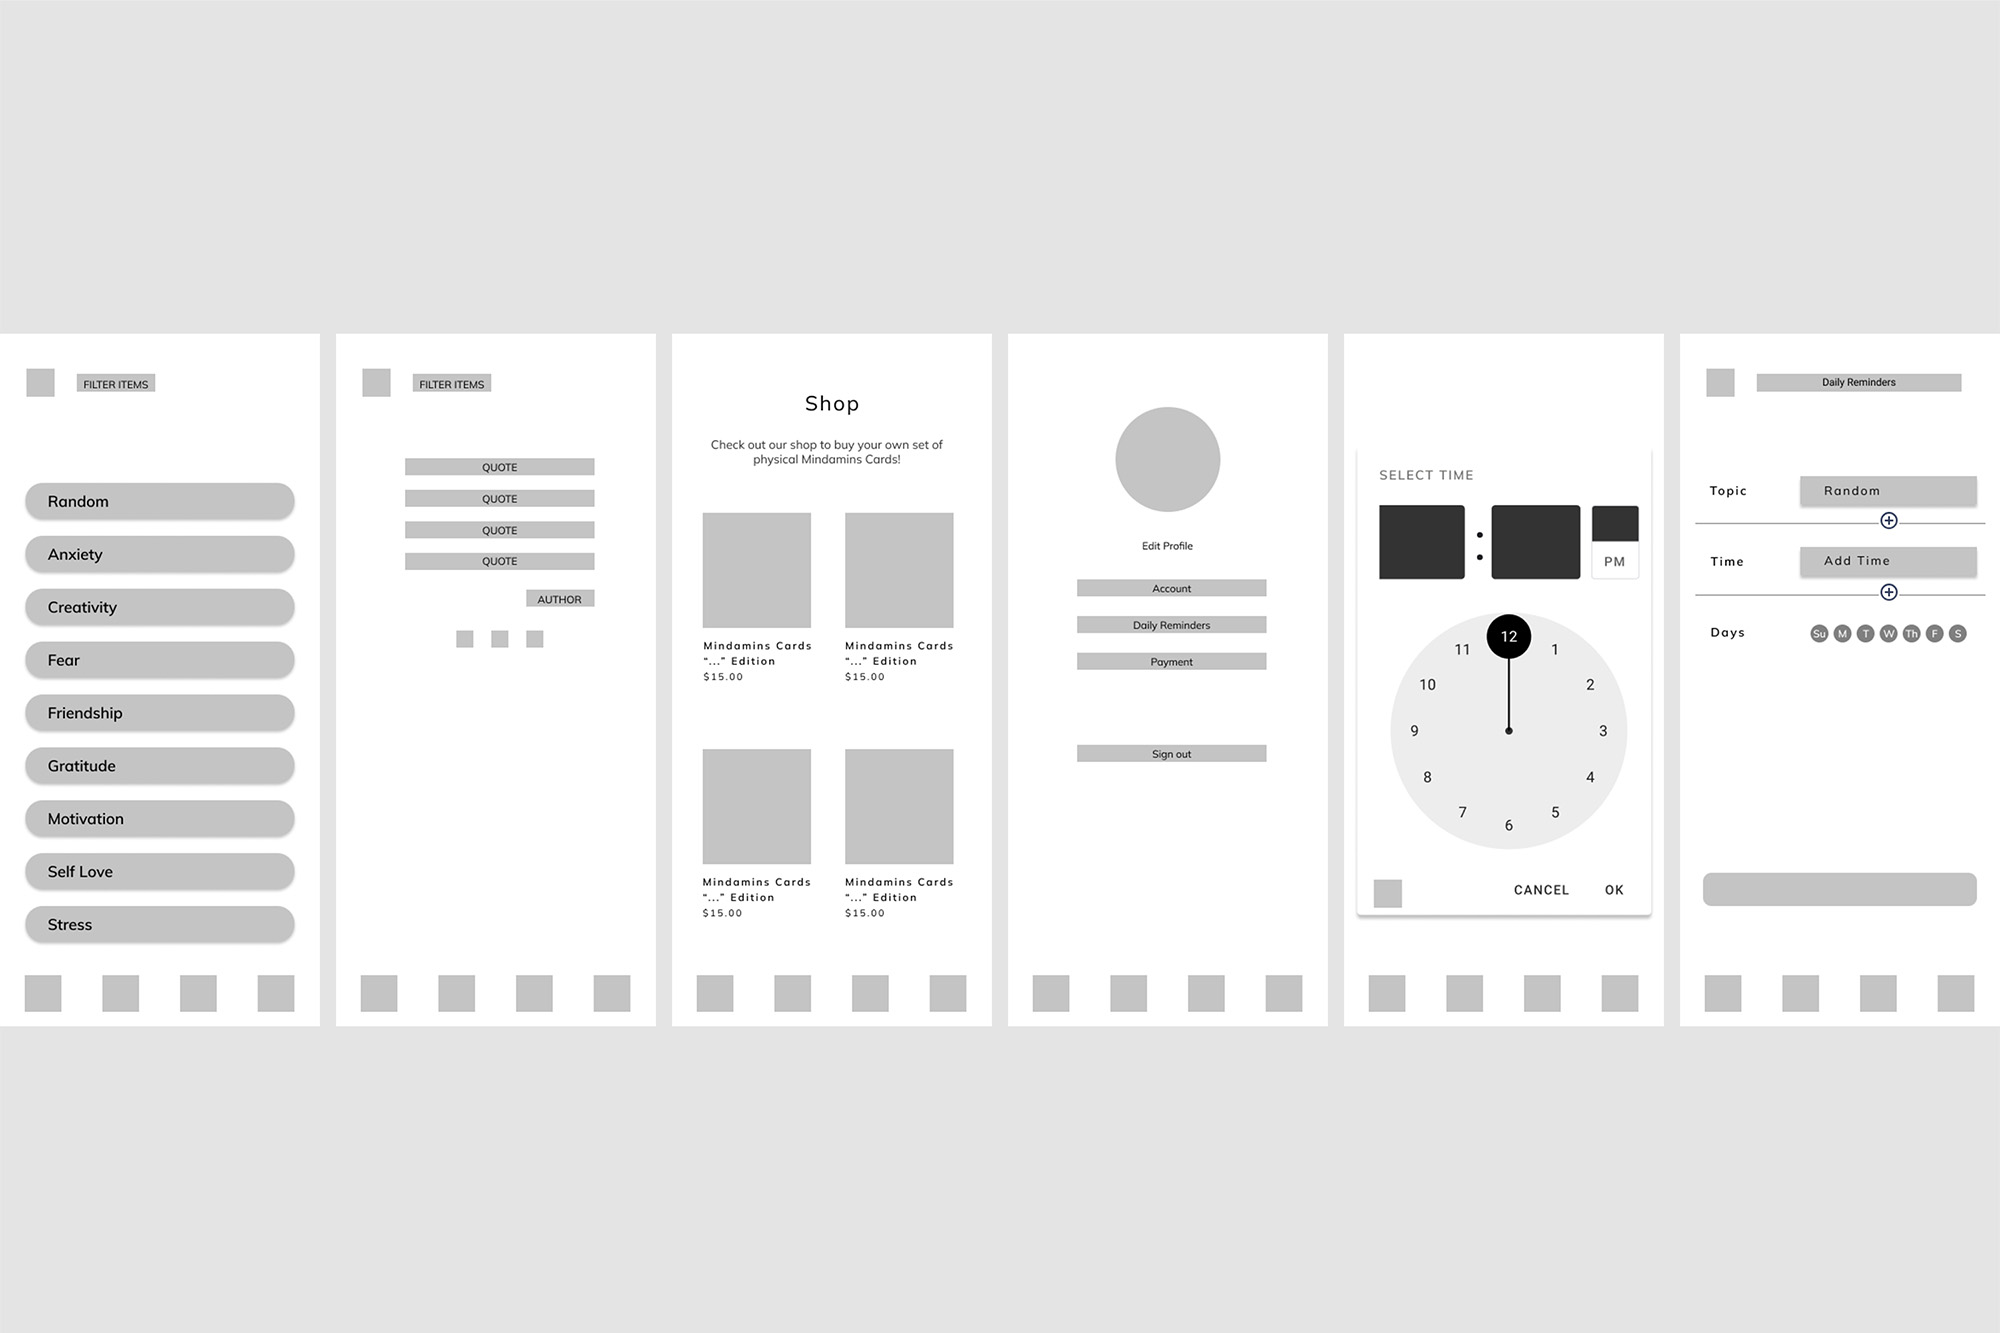 FILTER ITEMS
Random
Anxiety
Creativity
Fear
Friendship
Gratitude
Motivation
Self Love
Stress
FILTER ITEMS
QUOTE
QUOTE
QUOTE
QUOTE
AUTHOR
Shop
Check out our shop to buy your own set of
physical Mindamins Cards!
Mindamins Cards
“...” Edition
$15.00
Mindamins Cards
“...” Edition
$15.00
Mindamins Cards
“...” Edition
$15.00
Mindamins Cards
“...” Edition
$15.00
Edit Profile
Account
Daily Reminders
Payment
Sign out
SELECT TIME
:
PM
12
1
2
3
4
5
6
7
8
9
10
11
CANCEL OK
Daily Reminders
Topic Random
Time Add Time
Days Su M T W Th F S